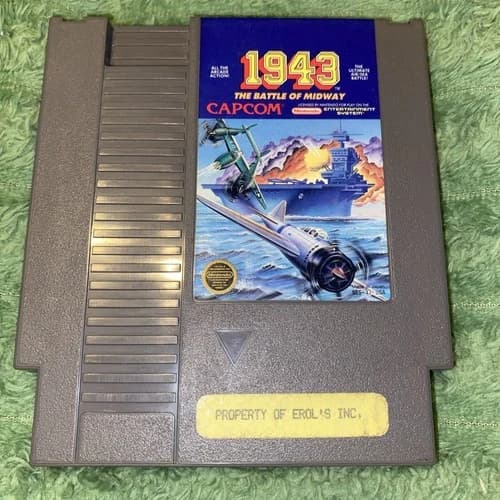 ALL THE
ARCADE
ACTION!
1943
THE
ULTIMATE
AIR/SEA
BATTLE!
THE BATTLE OF MIDWAY
CAPCOM
LICENSED BY NINTENDO FOR PLAY ON THE
Nintendo
ENTERTAINMENT
SYSTEM
PROPERTY OF EROL'S INC.